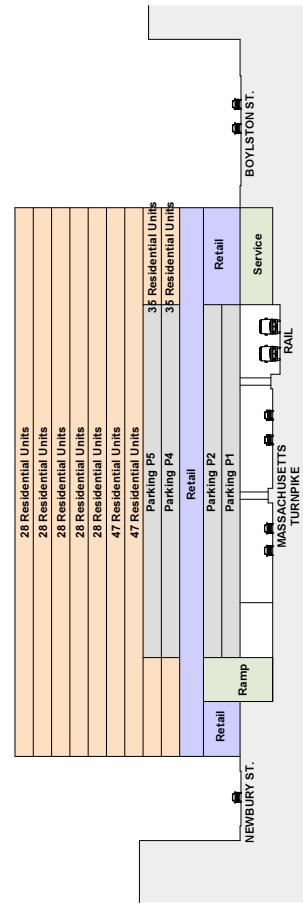 28 Residential Units
28 Residential Units
28 Residential Units
28 Residential Units
28 Residential Units
47 Residential Units
47 Residential Units
Parking P5
35 Residential Units
Parking P4
35 Residential Units
Retail
Retail
Parking P2
Parking P1
Retail
Ramp
Service
NEWBURY ST.
MASSACHUSETTS
TURNPIKE
RAIL
BOYLSTON ST.